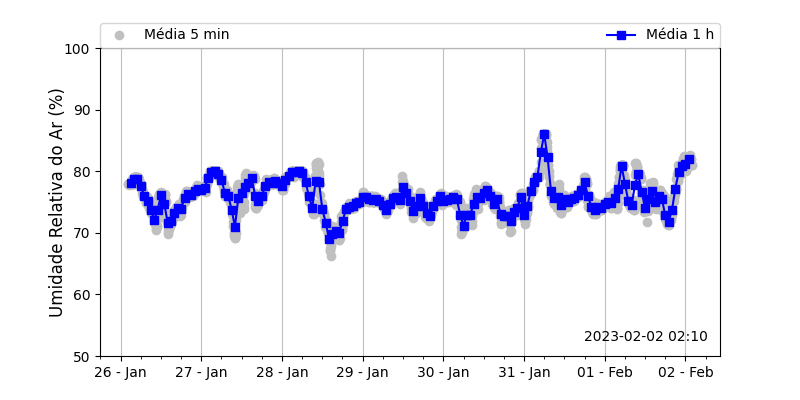 Média 5 min
Média 1 h
Umidade Relativa do Ar (%)
100
90
80
70
60
50
2023-02-02 02:10
26 - Jan
27 - Jan
28 - Jan
29 - Jan
30 - Jan
31 - Jan
01 - Feb
02 - Feb